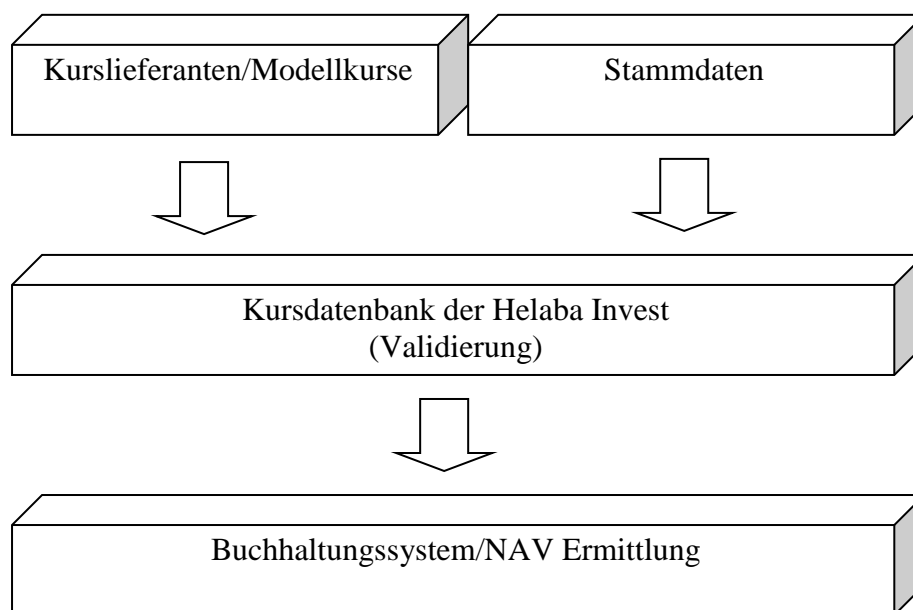 Kurslieferanten/Modellkurse
Stammdaten
Kursdatenbank der Helaba Invest
(Validierung)
Buchhaltungssystem/NAV Ermittlung